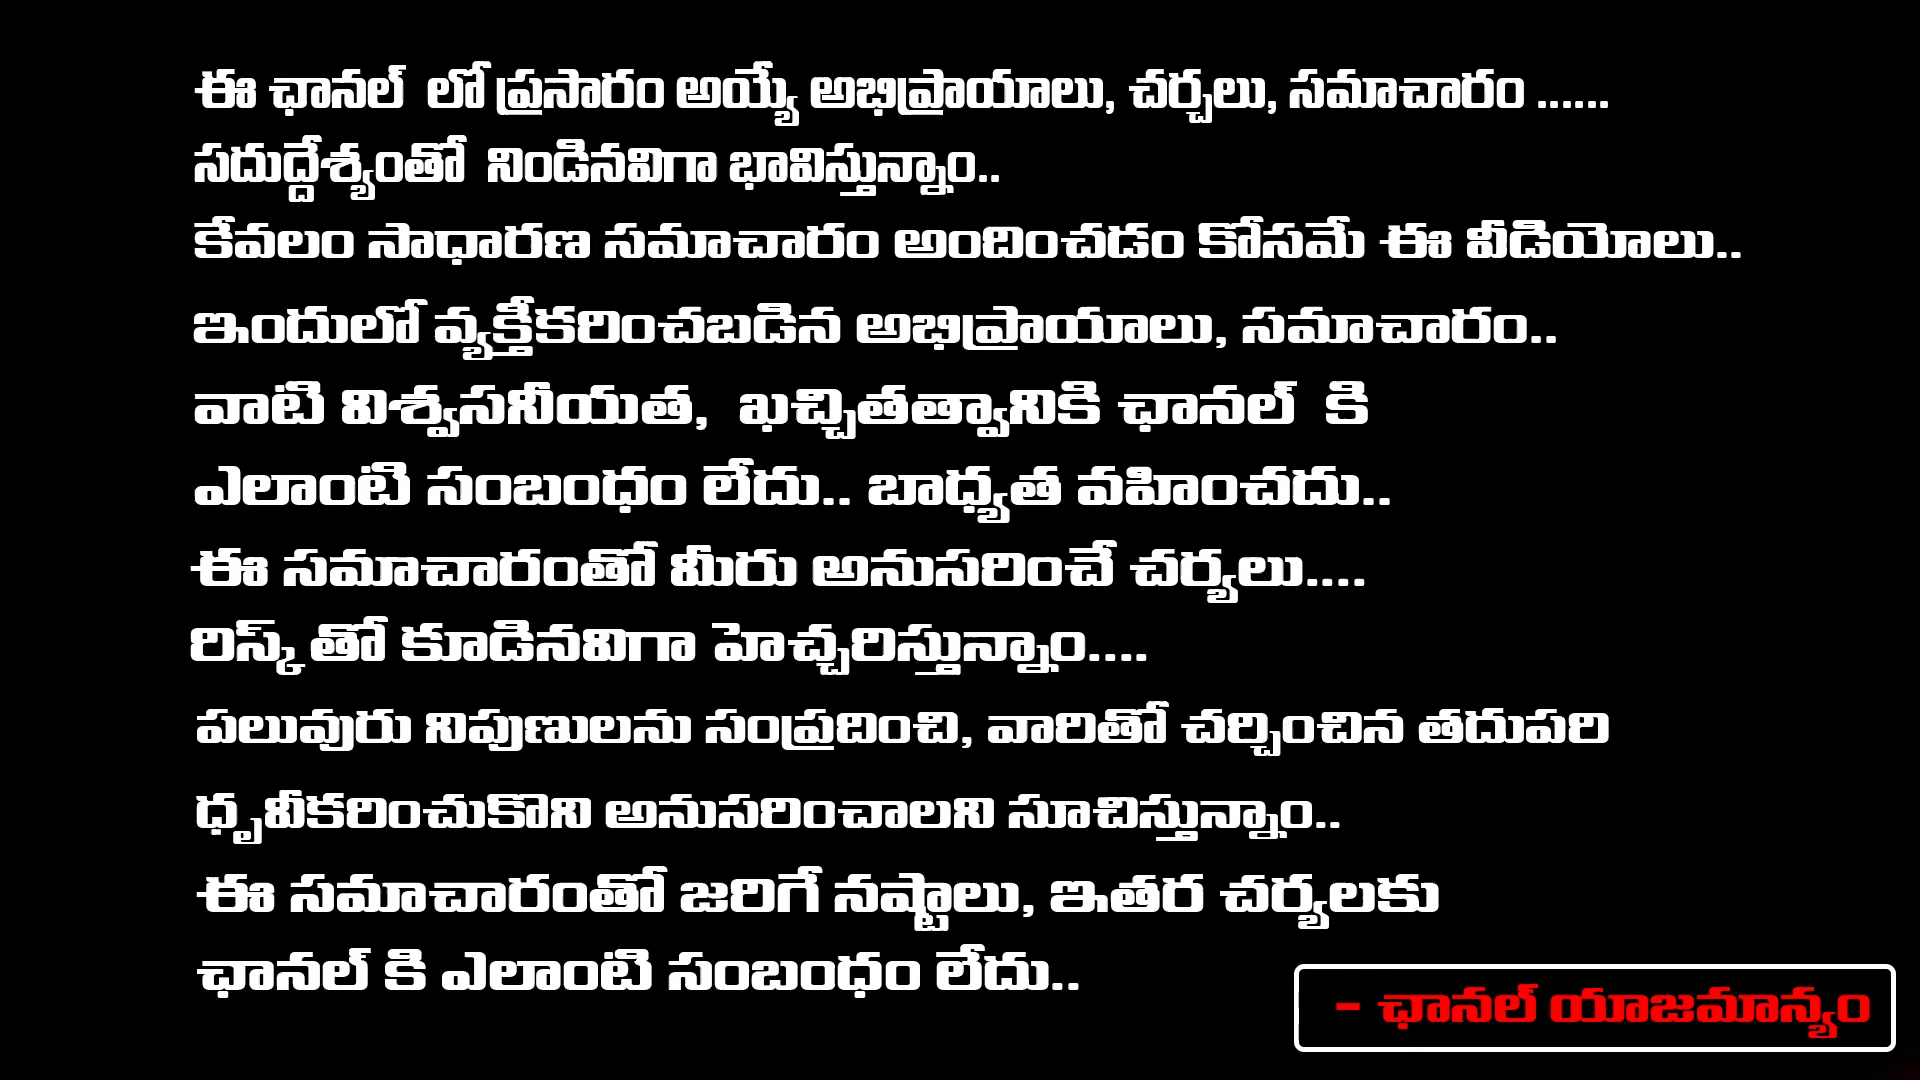 ఈ ఛానల్ లో ప్రసారం అయ్యే అభిప్రాయాలు, చర్చలు, సమాచారం ......
సదుద్దేశ్యంతో నిండినవిగా భావిస్తున్నాం..
కేవలం సాధారణ సమాచారం అందించడం కోసమే ఈ వీడియోలు..
ఇందులో వ్యక్తీకరించబడిన అభిప్రాయాలు, సమాచారం..
వాటి విశ్వసనీయత, ఖచ్చితత్వానికి ఛానల్ కి
ఎలాంటి సంబంధం లేదు.. బాధ్యత వహించదు..
ఈ సమాచారంతో మీరు అనుసరించే చర్యలు....
రిస్క్ తో కూడినవిగా హెచ్చరిస్తున్నాం....
పలువురు నిపుణులను సంప్రదించి, వారితో చర్చించిన తదుపరి
ధృవీకరించుకొని అనుసరించాలని సూచిస్తున్నాం..
ఈ సమాచారంతో జరిగే నష్టాలు, ఇతర చర్యలకు
ఛానల్ కి ఎలాంటి సంబంధం లేదు..
- ఛానల్ యాజమాన్యం